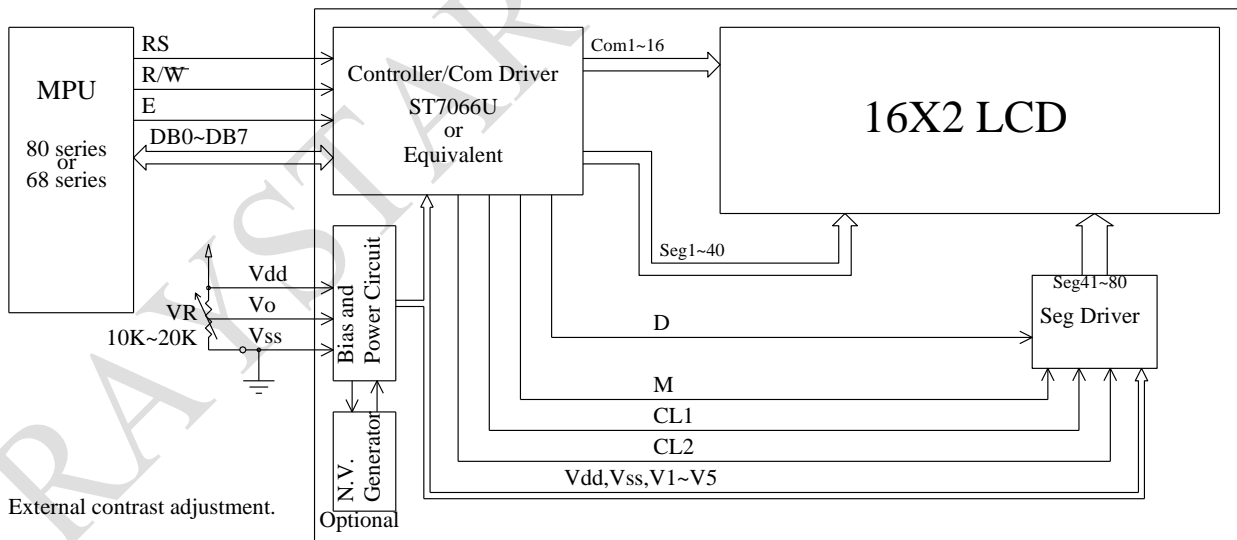 RAYSTAR
MPU
80 series
or
68 series
RS
R/W̅
E
DB0~DB7
Controller/Com Driver
ST7066U
or
Equivalent
Com1~16
16X2 LCD
Seg1~40
Seg41~80
Seg Driver
Vdd
Vo
Vss
VR
10K~20K
Bias and
Power Circuit
N.V.
Generator
Optional
D
M
CL1
CL2
Vdd,Vss,V1~V5
External contrast adjustment.